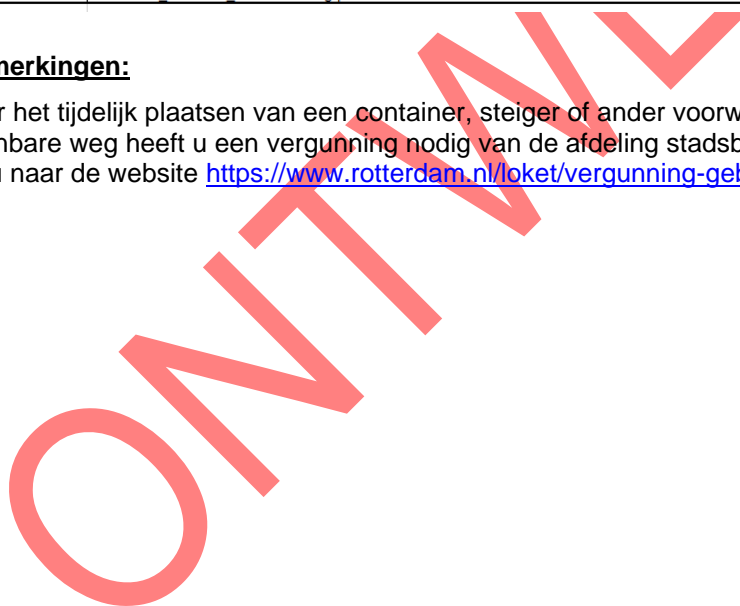 merkingen:
r het tijdelijk plaatsen van een container, steiger of ander voorw
nbare weg heeft u een vergunning nodig van de afdeling stadsb
u naar de website https://www.rotterdam.nl/loket/vergunning-geb
ONTWE